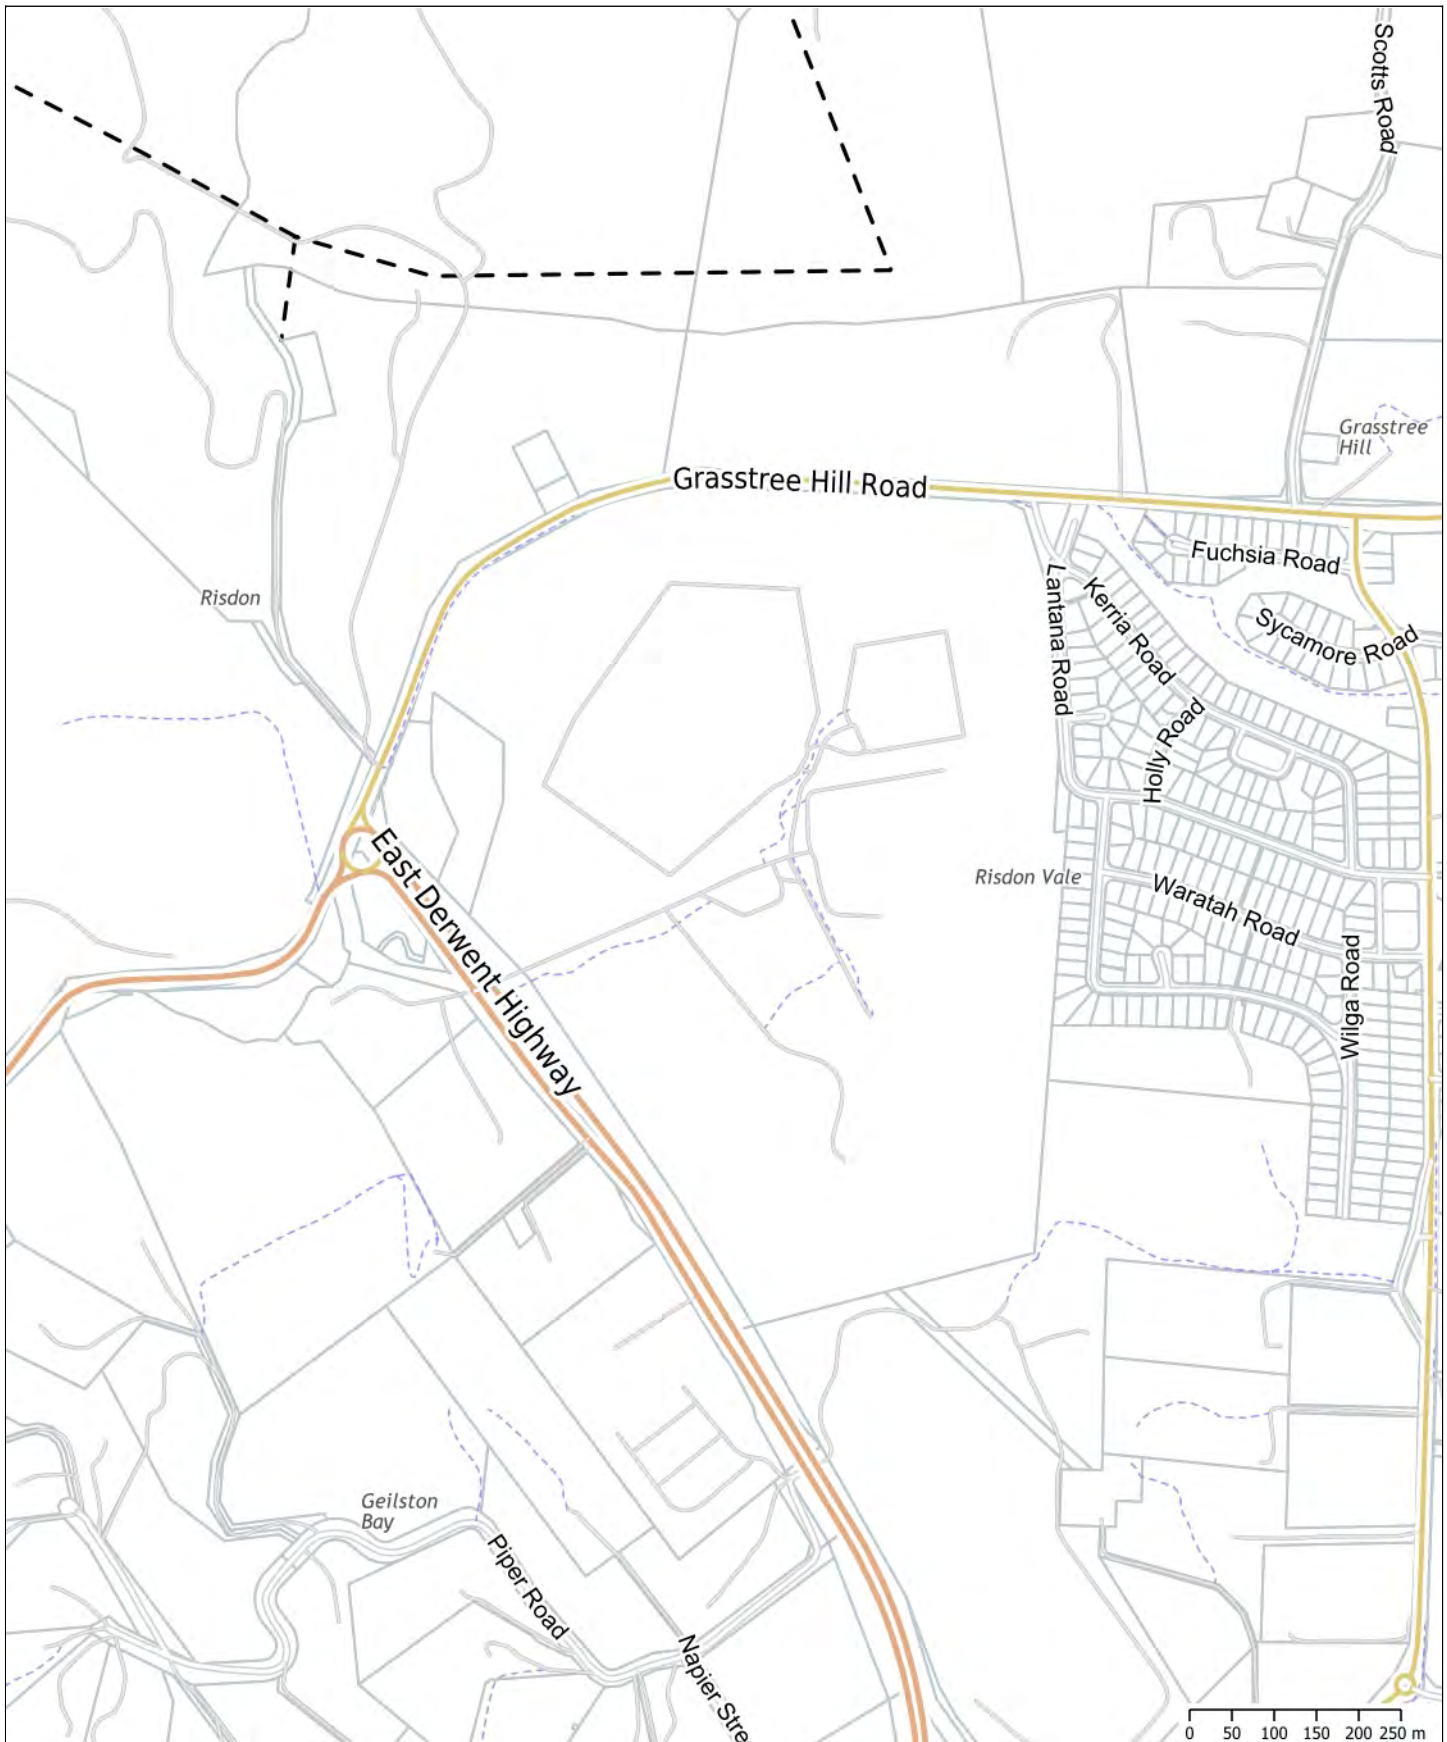 Scotts Road
Grasstree
Hill
Grasstree Hill Road
Fuchsia Road
Risdon
Lantana Road
Kerria Road
Sycamore Road
Holly Road
East Derwent Highway
Risdon Vale
Waratah Road
Wilga Road
Geilston
Bay
Piper Road
Napier Stre
0 50 100 150 200 250 m